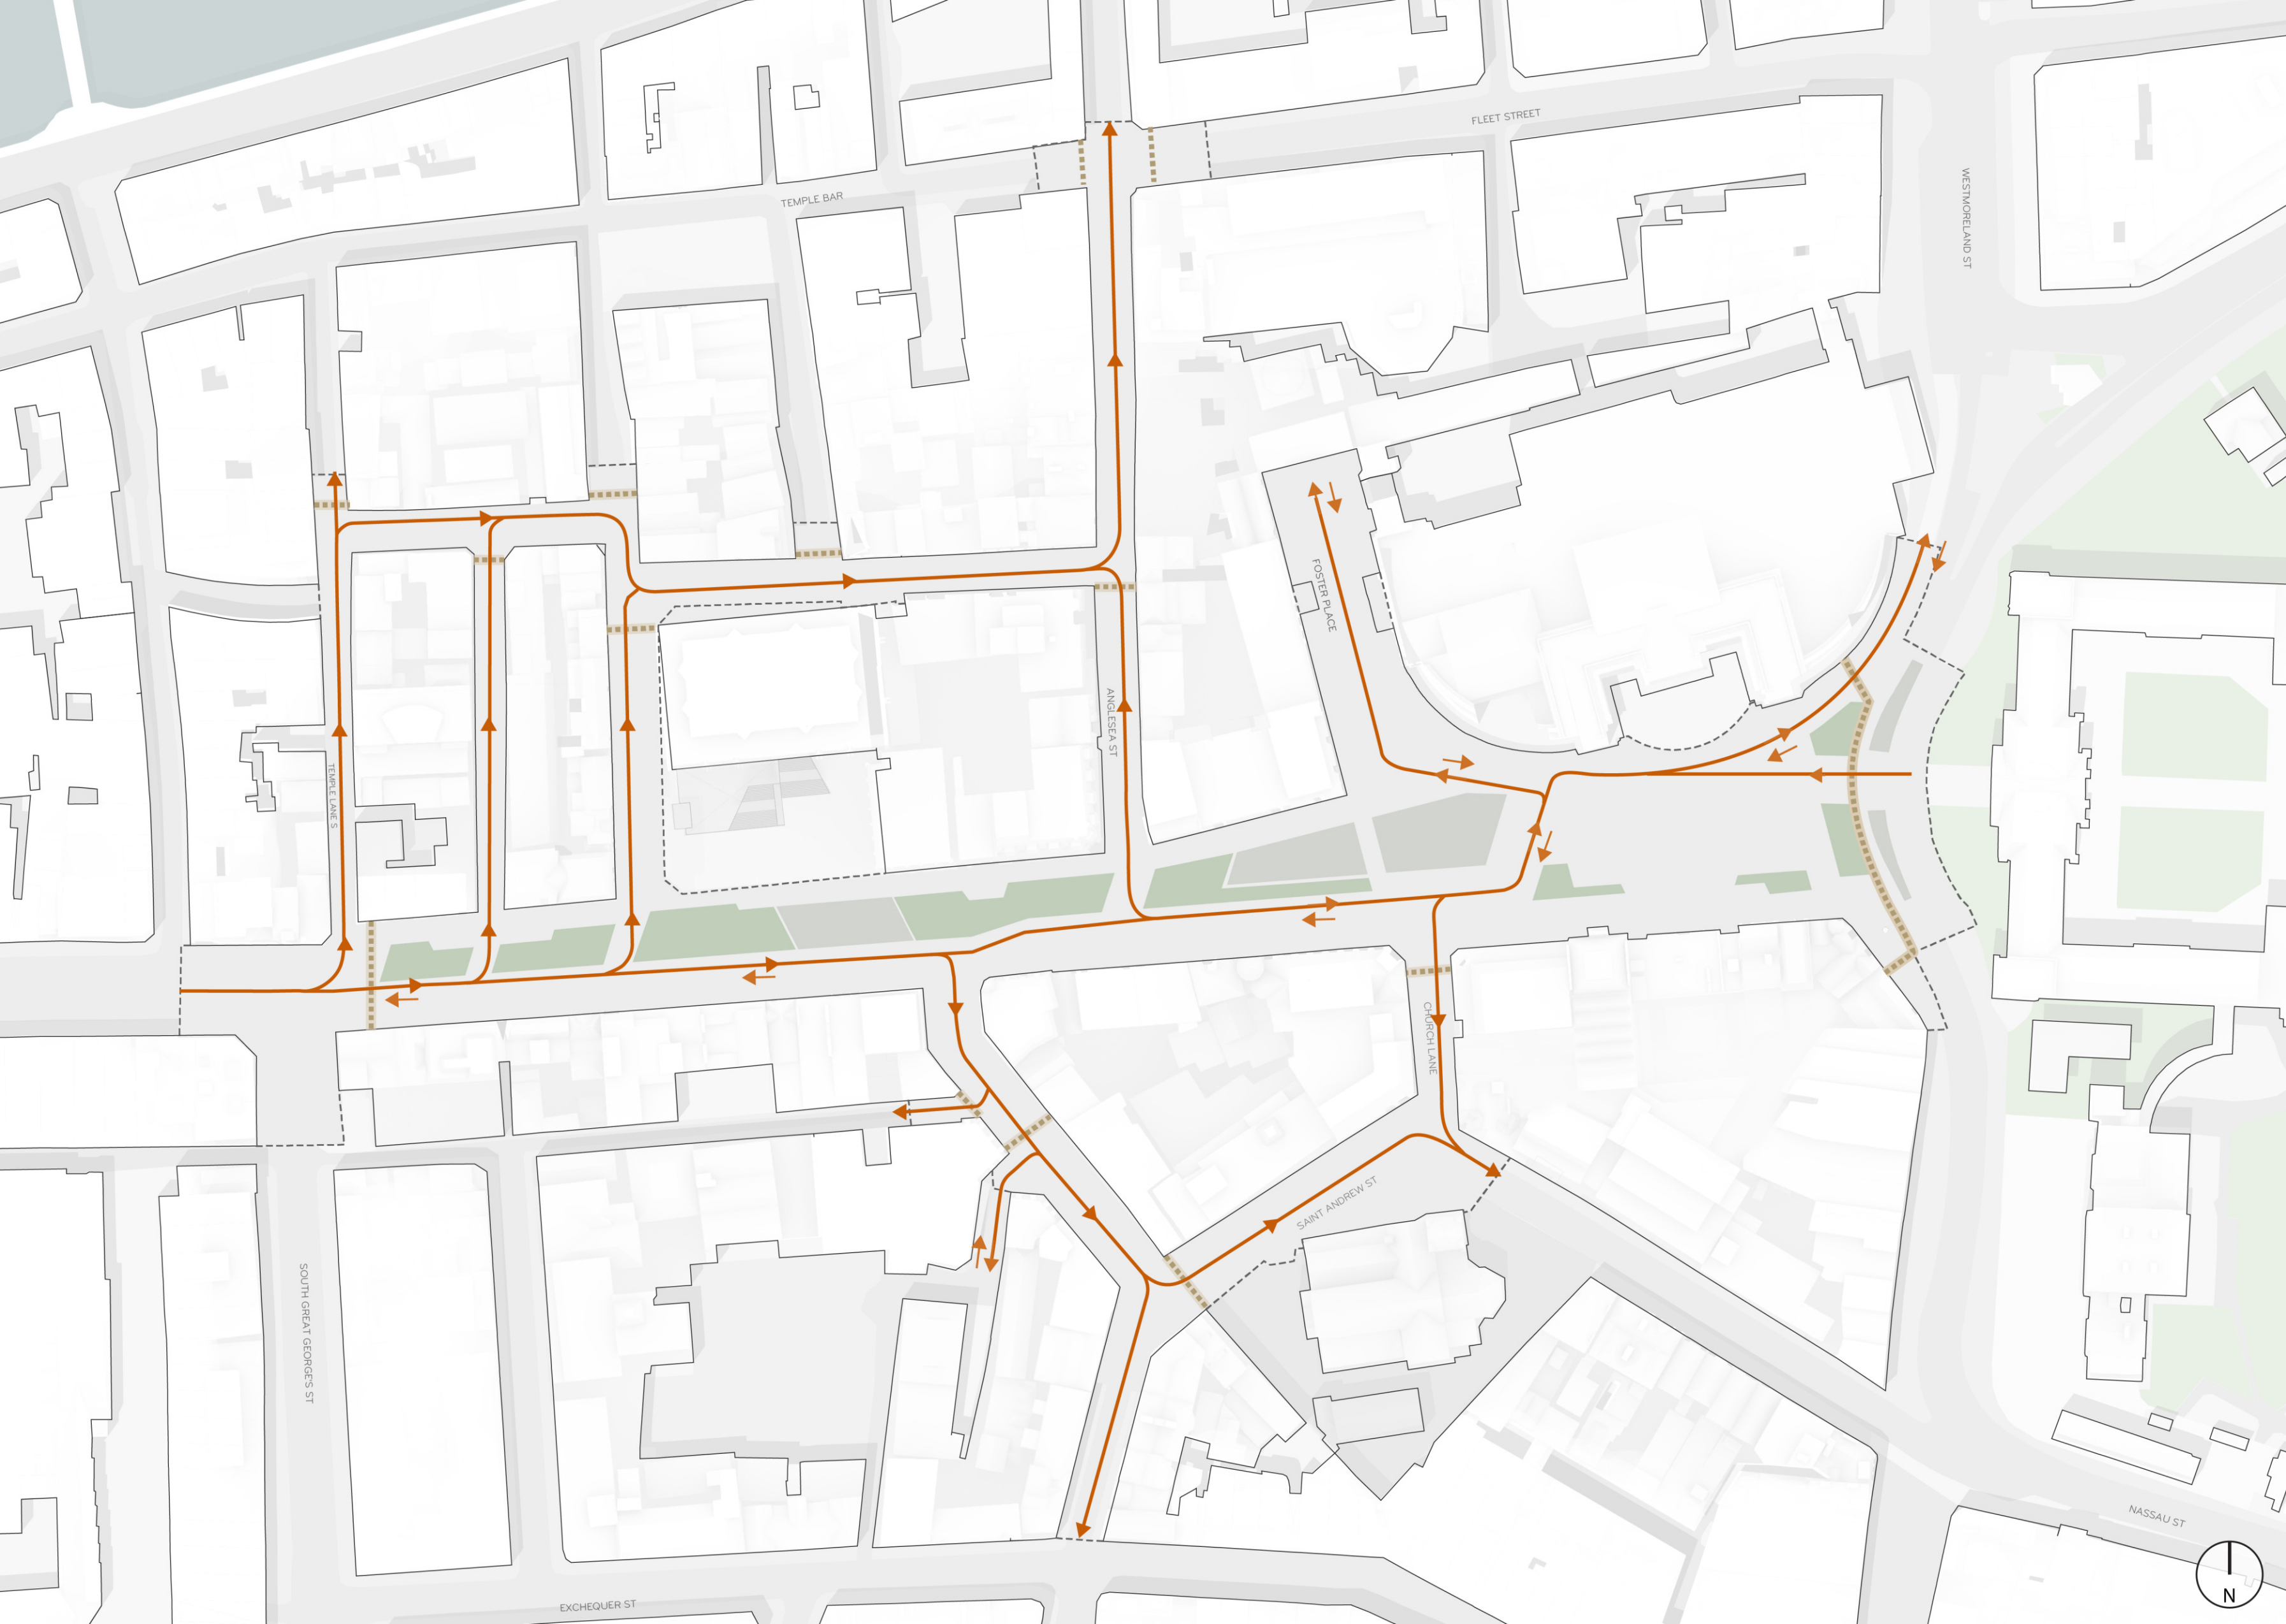 FLEET STREET
TEMPLE BAR
WESTMORELAND ST
FOSTER PLACE
ANGLESEA ST
TEMPLE LANE S
CHURCH LANE
SAINT ANDREW ST
SOUTH GREAT GEORGE'S ST
NASSAU ST
EXCHEQUER ST
N